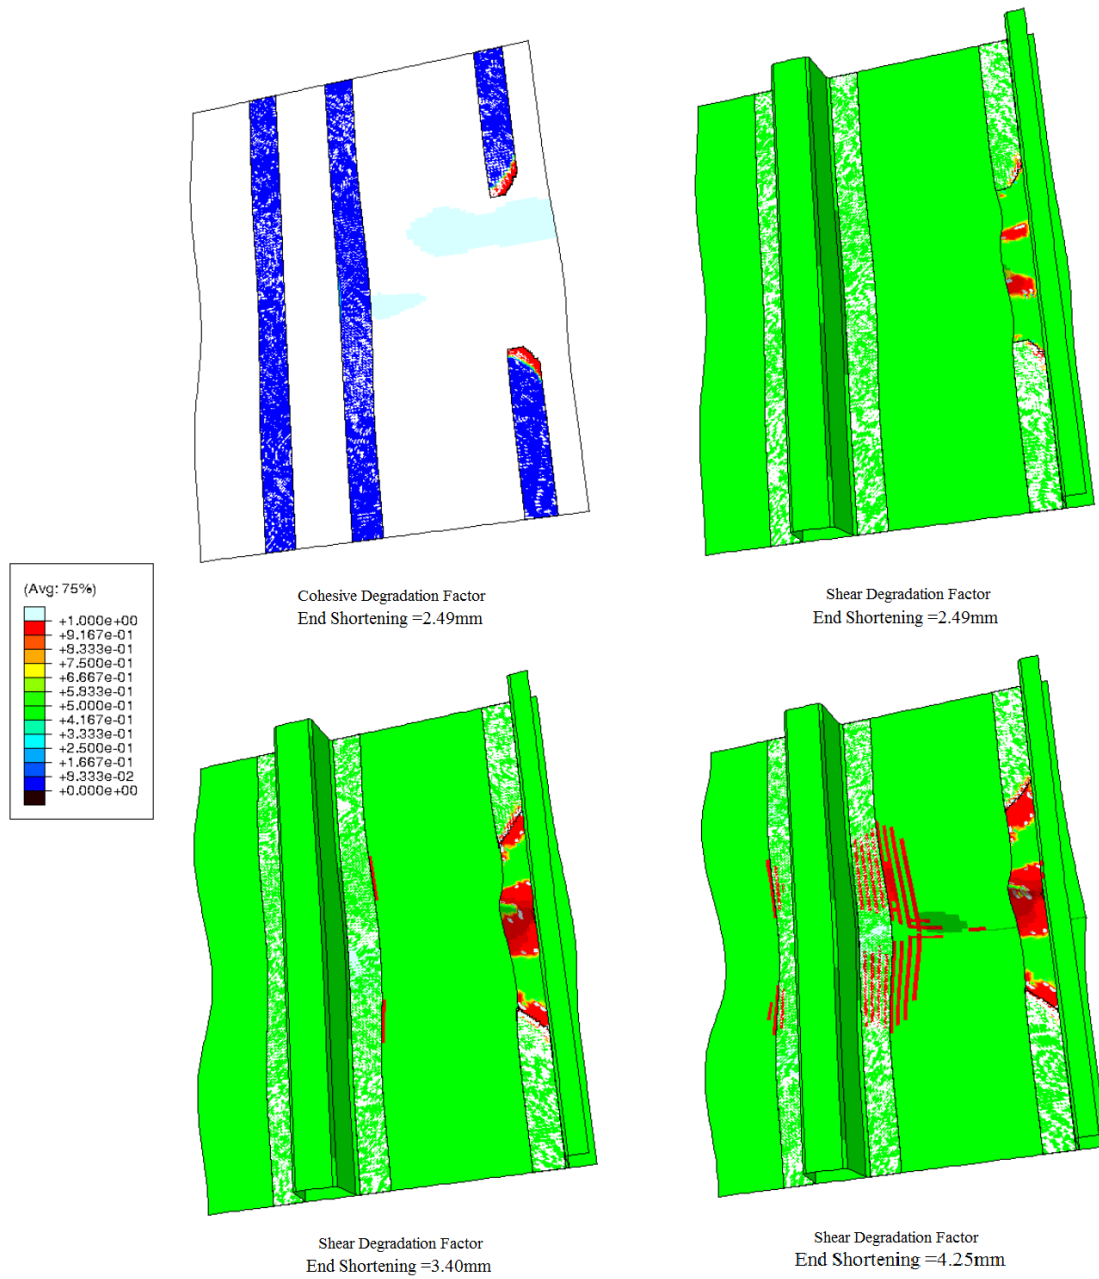 Cohesive Degradation Factor
End Shortening =2.49mm
Shear Degradation Factor
End Shortening =2.49mm
(Avg: 75%)
+1.000e+00
+9.167e-01
+8.333e-01
+7.500e-01
+6.667e-01
+5.833e-01
+5.000e-01
+4.167e-01
+3.333e-01
+2.500e-01
+1.667e-01
+8.333e-02
+0.000e+00
Shear Degradation Factor
End Shortening =3.40mm
Shear Degradation Factor
End Shortening =4.25mm